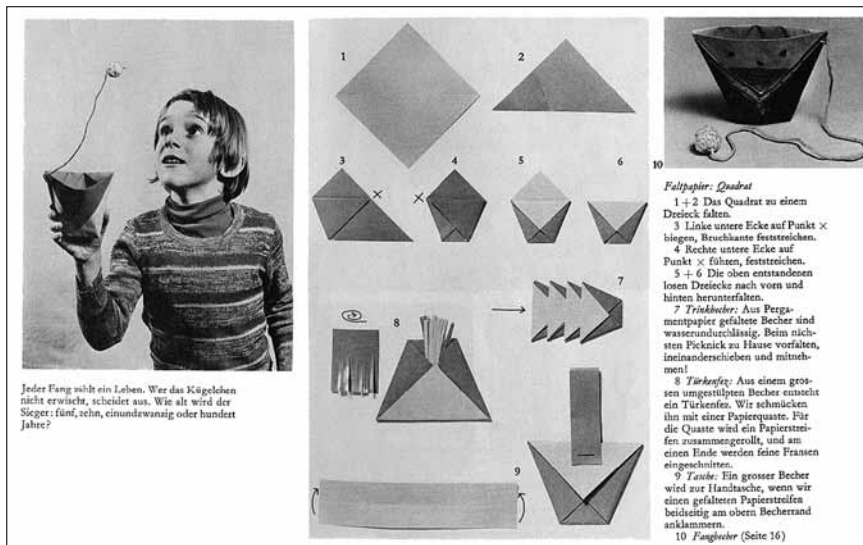 Jeder Fang zählt ein Leben. Wer das Kügelchen
nicht erwischt, scheidet aus. Wie alt wird der
Sieger: fünf, zehn, einundzwanzig oder hundert
Jahre?
1
2
3
×
4
×
5
6
7
8
9
10
Faltpapier: Quadrat
1 + 2 Das Quadrat zu einem
Dreieck falten.
3 Linke untere Ecke auf Punkt ×
biegen, Bruchkante feststreichen.
4 Rechte untere Ecke auf
Punkt × führen, feststreichen.
5 + 6 Die oben entstandenen
losen Dreiecke nach vorn und
hinten herunterfalten.
7 Trinkbecher: Aus Perga-
mentpapier gefaltete Becher sind
wasserundurchlässig. Beim näch-
sten Picknick zu Hause vorfalten,
ineinanderschieben und mitneh-
men!
8 Türkenfez: Aus einem gros-
sen umgestülpten Becher entsteht
ein Türkenfez. Wir schmücken
ihn mit einer Papierquaste. Für
die Quaste wird ein Papierstrei-
fen zusammengerollt, und am
einen Ende werden feine Fransen
eingeschnitten.
9 Tasche: Ein grosser Becher
wird zur Handtasche, wenn wir
einen gefalteten Papierstreifen
beidseitig am obern Becherrand
anklammern.
10 Fangbecher (Seite 16)